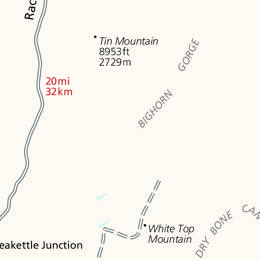 Rac
Tin Mountain
8953ft
2729m
20mi
32km
BIGHORN GORGE
White Top
Mountain
DRY BONE CAN
eakettle Junction